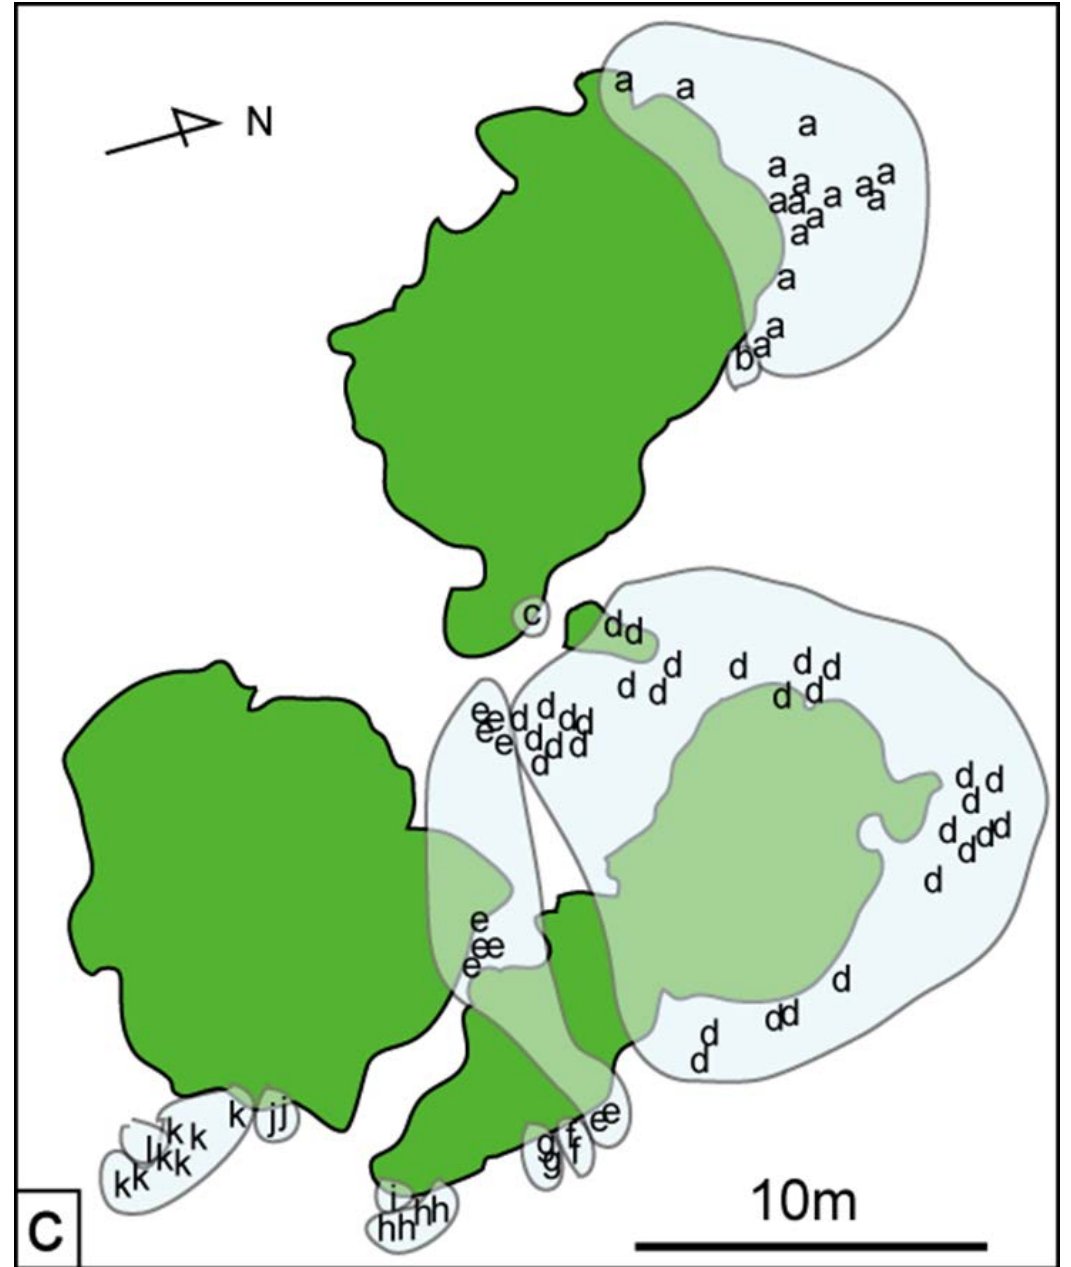 a a
N a
a a
a a a
a a a a
a
a
a
a
b a
c d d
d d d d
d d d d d
e e d d d d
e e d d d
d
d d
d
d d d
d
d
e
e e
e
d
d d
d
d
k j j e e
k k g f
l k k g f
k k i
h h h h
10m
C